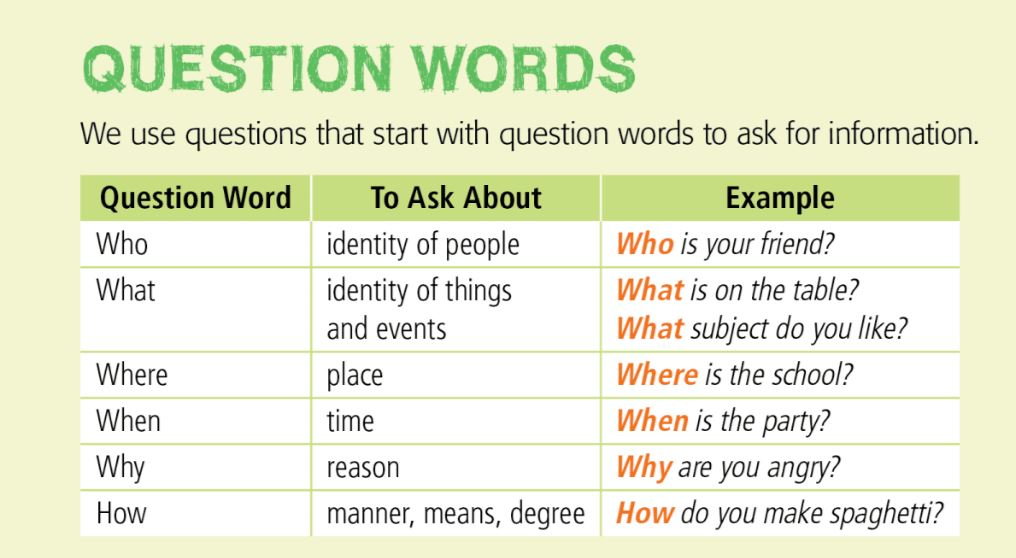 QUESTION WORDS
We use questions that start with question words to ask for information.
Question Word To Ask About Example
Who identity of people Who is your friend?
What identity of things What is on the table?
and events What subject do you like?
Where place Where is the school?
When time When is the party?
Why reason Why are you angry?
How manner, means, degree How do you make spaghetti?